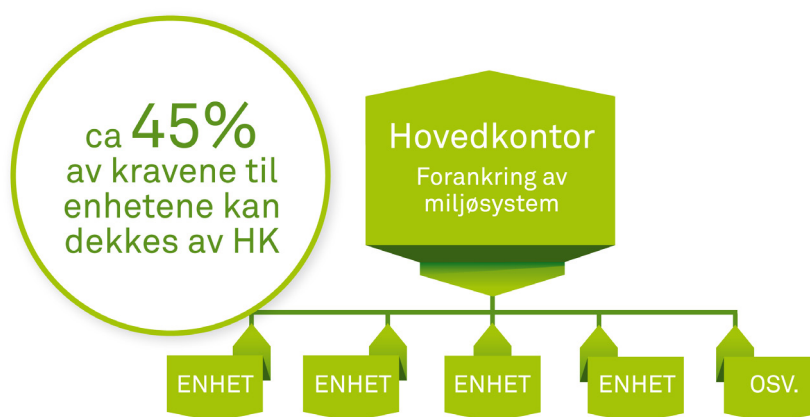 ca 45%
av kravene til
enhetene kan
dekkes av HK
Hovedkontor
Forankring av
miljøsystem
ENHET
ENHET
ENHET
ENHET
OSV.